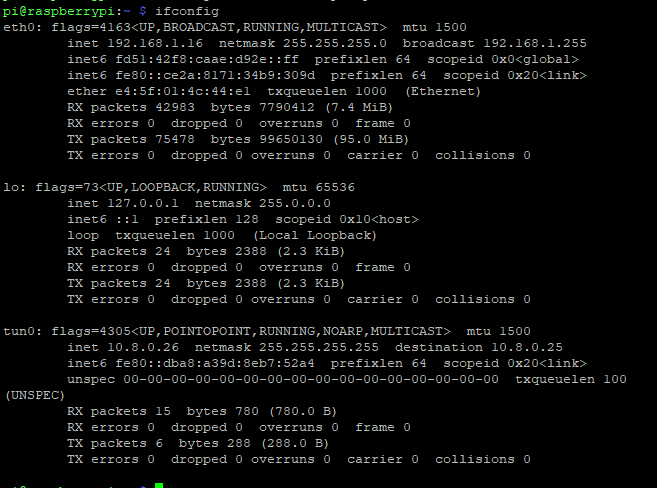 pi@raspberrypi:~ $ ifconfig
eth0: flags=4163<UP,BROADCAST,RUNNING,MULTICAST>  mtu 1500
        inet 192.168.1.16  netmask 255.255.255.0  broadcast 192.168.1.255
        inet6 fd51:42f8:caae:d92e::ff  prefixlen 64  scopeid 0x0<global>
        inet6 fe80::ce2a:8171:34b9:309d  prefixlen 64  scopeid 0x20<link>
        ether e4:5f:01:4c:44:e1  txqueuelen 1000  (Ethernet)
        RX packets 42983  bytes 7790412 (7.4 MiB)
        RX errors 0  dropped 0  overruns 0  frame 0
        TX packets 75478  bytes 99650130 (95.0 MiB)
        TX errors 0  dropped 0 overruns 0  carrier 0  collisions 0

lo: flags=73<UP,LOOPBACK,RUNNING>  mtu 65536
        inet 127.0.0.1  netmask 255.0.0.0
        inet6 ::1  prefixlen 128  scopeid 0x10<host>
        loop  txqueuelen 1000  (Local Loopback)
        RX packets 24  bytes 2388 (2.3 KiB)
        RX errors 0  dropped 0  overruns 0  frame 0
        TX packets 24  bytes 2388 (2.3 KiB)
        TX errors 0  dropped 0 overruns 0  carrier 0  collisions 0

tun0: flags=4305<UP,POINTOPOINT,RUNNING,NOARP,MULTICAST>  mtu 1500
        inet 10.8.0.26  netmask 255.255.255.255  destination 10.8.0.25
        inet6 fe80::dba8:a39d:8eb7:52a4  prefixlen 64  scopeid 0x20<link>
        unspec 00-00-00-00-00-00-00-00-00-00-00-00-00-00-00-00  txqueuelen 100
(UNSPEC)
        RX packets 15  bytes 780 (780.0 B)
        RX errors 0  dropped 0  overruns 0  frame 0
        TX packets 6  bytes 288 (288.0 B)
        TX errors 0  dropped 0 overruns 0  carrier 0  collisions 0